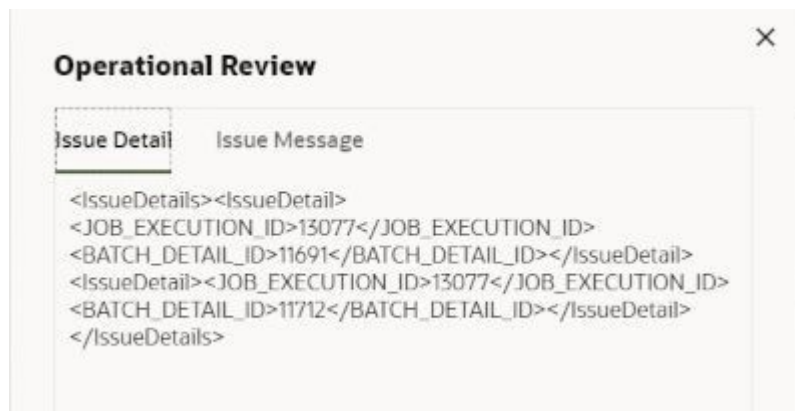 Operational Review
Issue Detail Issue Message
<IssueDetails><IssueDetail>
<JOB_EXECUTION_ID>13077</JOB_EXECUTION_ID>
<BATCH_DETAIL_ID>11691</BATCH_DETAIL_ID></IssueDetail>
<IssueDetail><JOB_EXECUTION_ID>13077</JOB_EXECUTION_ID>
<BATCH_DETAIL_ID>11712</BATCH_DETAIL_ID></IssueDetail>
</IssueDetails>